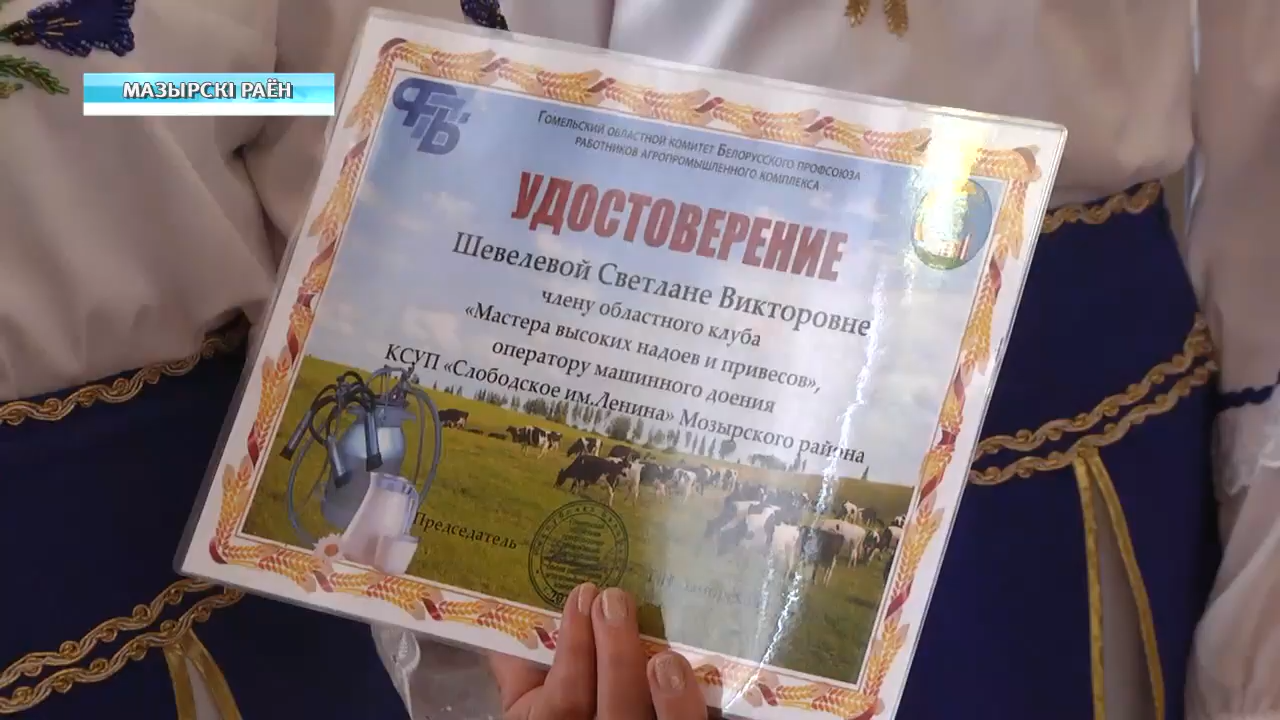 МАЗЫРСКІ РАЁН
ФПБ
Гомельский областной комитет Белорусского профсоюза
работников агропромышленного комплекса
УДОСТОВЕРЕНИЕ
Шевелевой Светлане Викторовне
члену областного клуба
«Мастера высоких надоев и привесов»,
оператору машинного доения
КСУП «Слободское им.Ленина» Мозырского района
Председатель